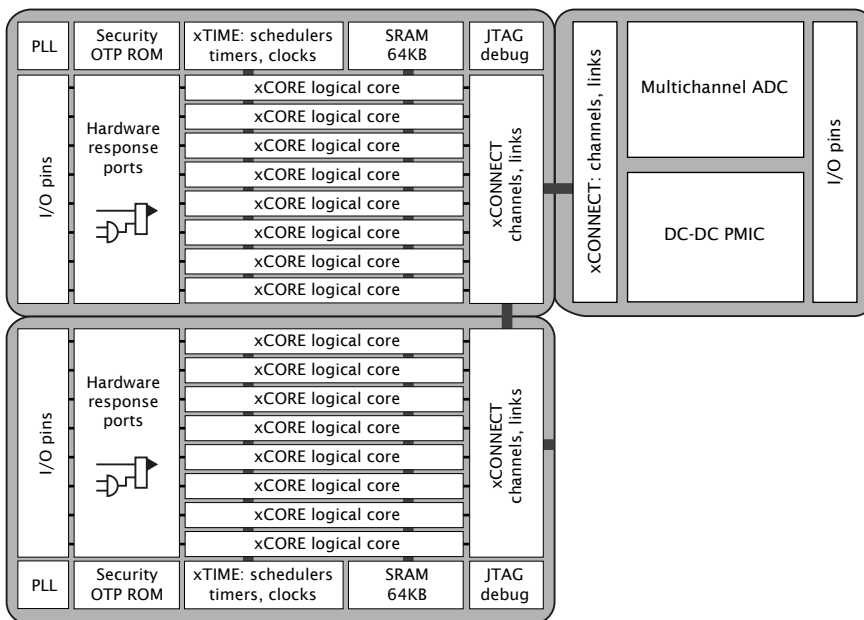 PLL
Security
OTP ROM
xTIME: schedulers
timers, clocks
SRAM
64KB
JTAG
debug
I/O pins
Hardware
response
ports
xCORE logical core
xCORE logical core
xCORE logical core
xCORE logical core
xCORE logical core
xCORE logical core
xCORE logical core
xCORE logical core
xCONNECT
channels, links
xCONNECT: channels, links
Multichannel ADC
DC-DC PMIC
I/O pins
I/O pins
Hardware
response
ports
xCORE logical core
xCORE logical core
xCORE logical core
xCORE logical core
xCORE logical core
xCORE logical core
xCORE logical core
xCORE logical core
xCONNECT
channels, links
PLL
Security
OTP ROM
xTIME: schedulers
timers, clocks
SRAM
64KB
JTAG
debug